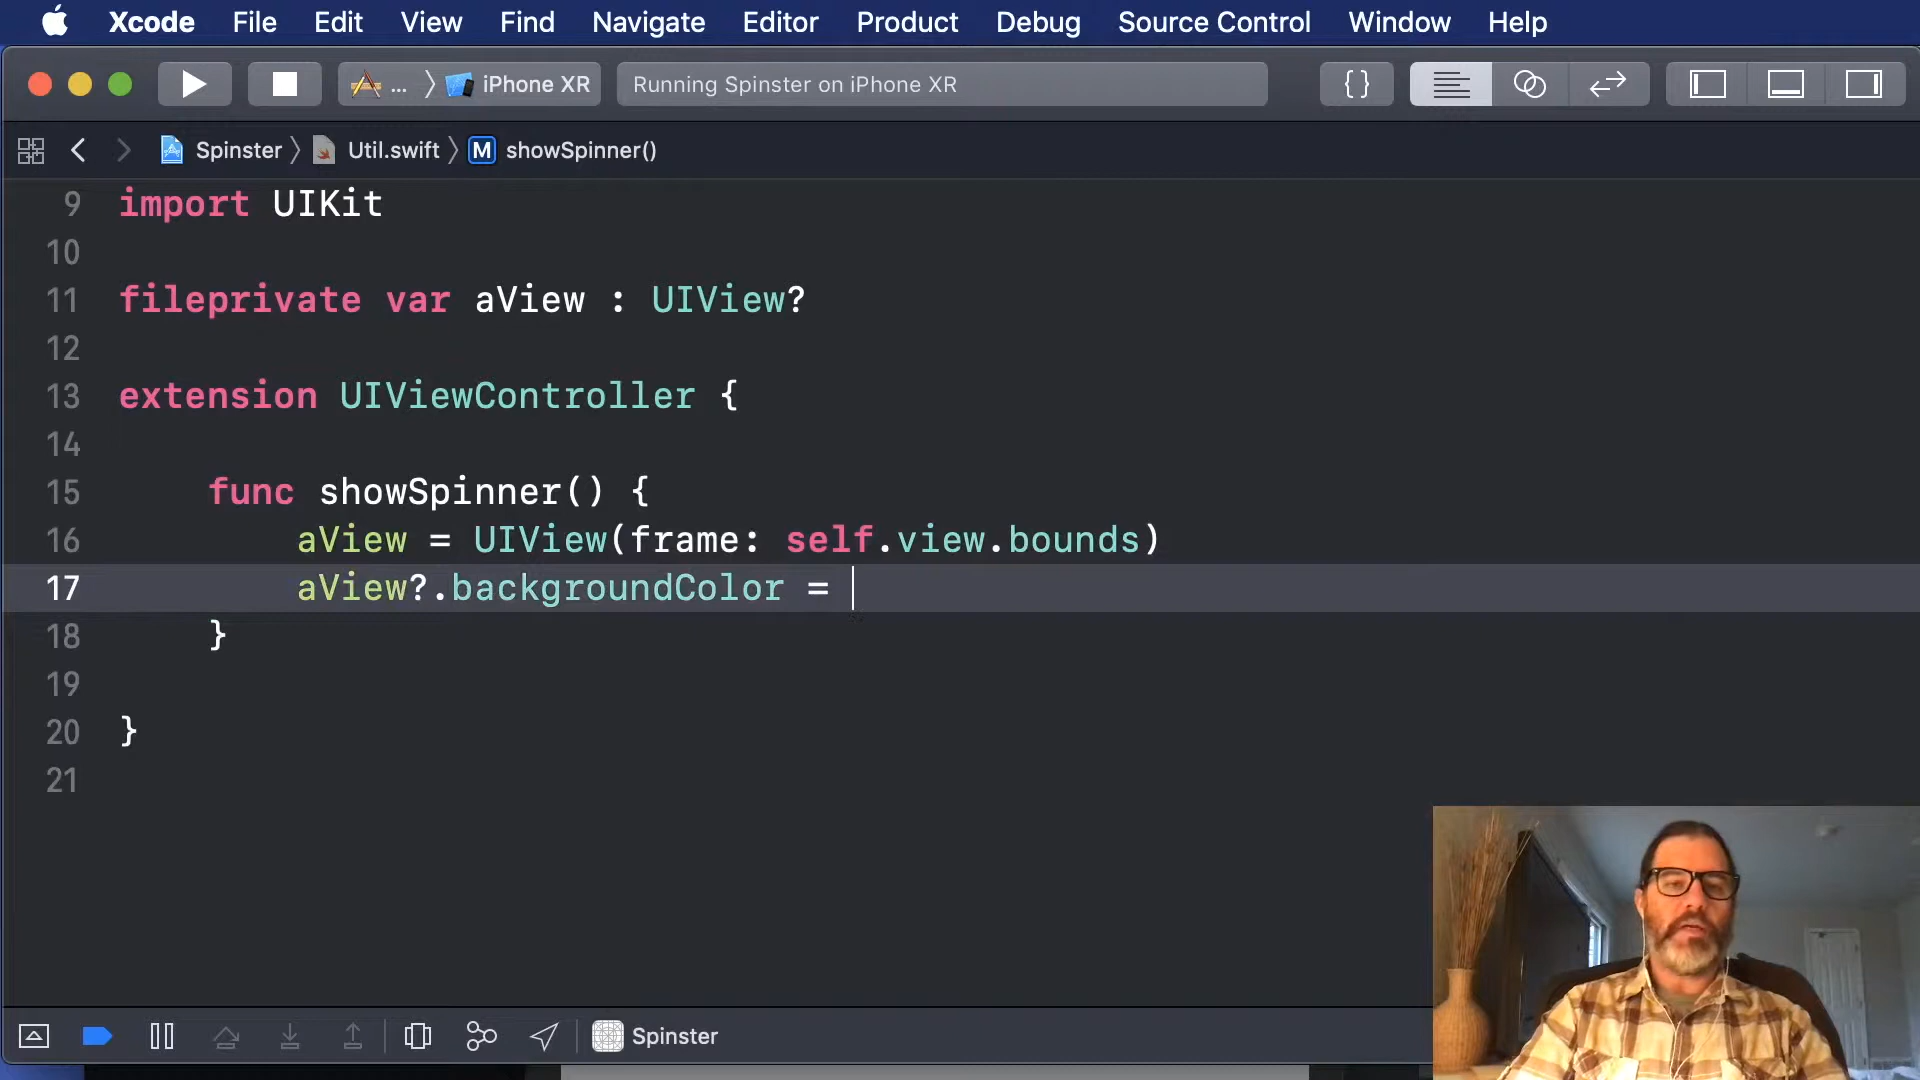 Xcode File Edit View Find Navigate Editor Product Debug Source Control Window Help
... 〉 iPhone XR Running Spinster on iPhone XR {}
Spinster 〉 Util.swift 〉 M showSpinner()
9 import UIKit
10
11 fileprivate var aView : UIView?
12
13 extension UIViewController {
14
15 func showSpinner() {
16 aView = UIView(frame: self.view.bounds)
17 aView?.backgroundColor =
18 }
19
20 }
21
Spinster